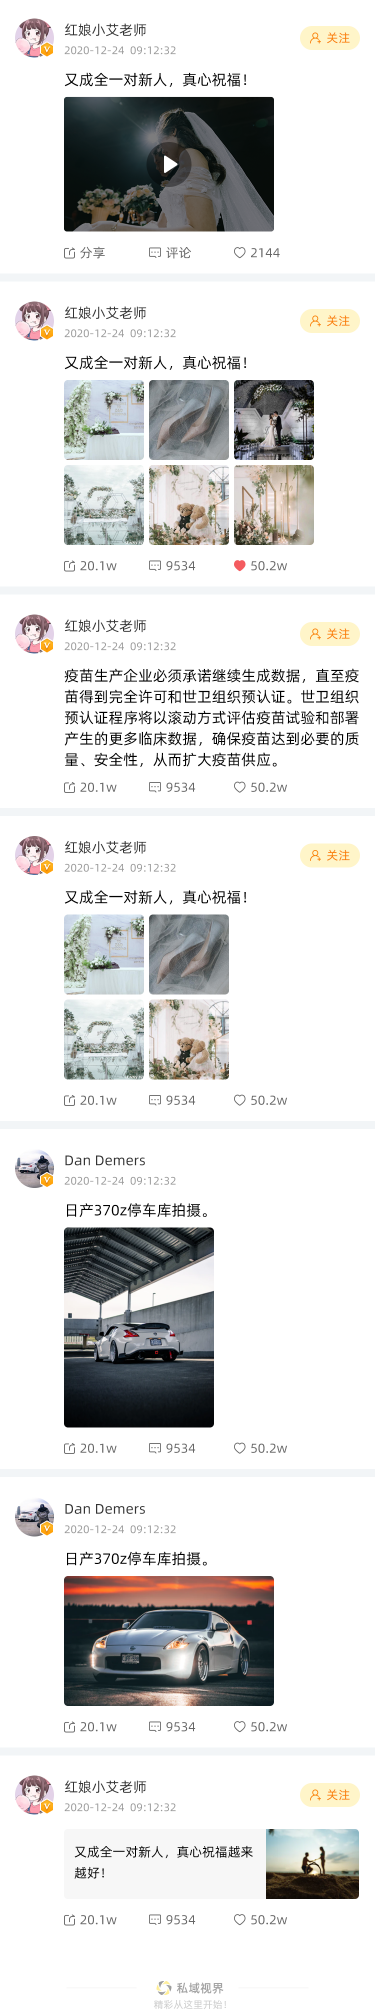 红娘小艾老师
关注
2020-12-24 09:12:32
又成全一对新人，真心祝福！
分享 评论 2144
红娘小艾老师
关注
2020-12-24 09:12:32
又成全一对新人，真心祝福！
20.1w 9534 50.2w
红娘小艾老师
关注
2020-12-24 09:12:32
疫苗生产企业必须承诺继续生成数据，直至疫
苗得到完全许可和世卫组织预认证。世卫组织
预认证程序将以滚动方式评估疫苗试验和部署
产生的更多临床数据，确保疫苗达到必要的质
量、安全性，从而扩大疫苗供应。
20.1w 9534 50.2w
红娘小艾老师
关注
2020-12-24 09:12:32
又成全一对新人，真心祝福！
20.1w 9534 50.2w
Dan Demers
2020-12-24 09:12:32
日产370z停车库拍摄。
20.1w 9534 50.2w
Dan Demers
2020-12-24 09:12:32
日产370z停车库拍摄。
20.1w 9534 50.2w
红娘小艾老师
关注
2020-12-24 09:12:32
又成全一对新人，真心祝福越来
越好！
20.1w 9534 50.2w
私域视界
精彩从这里开始！